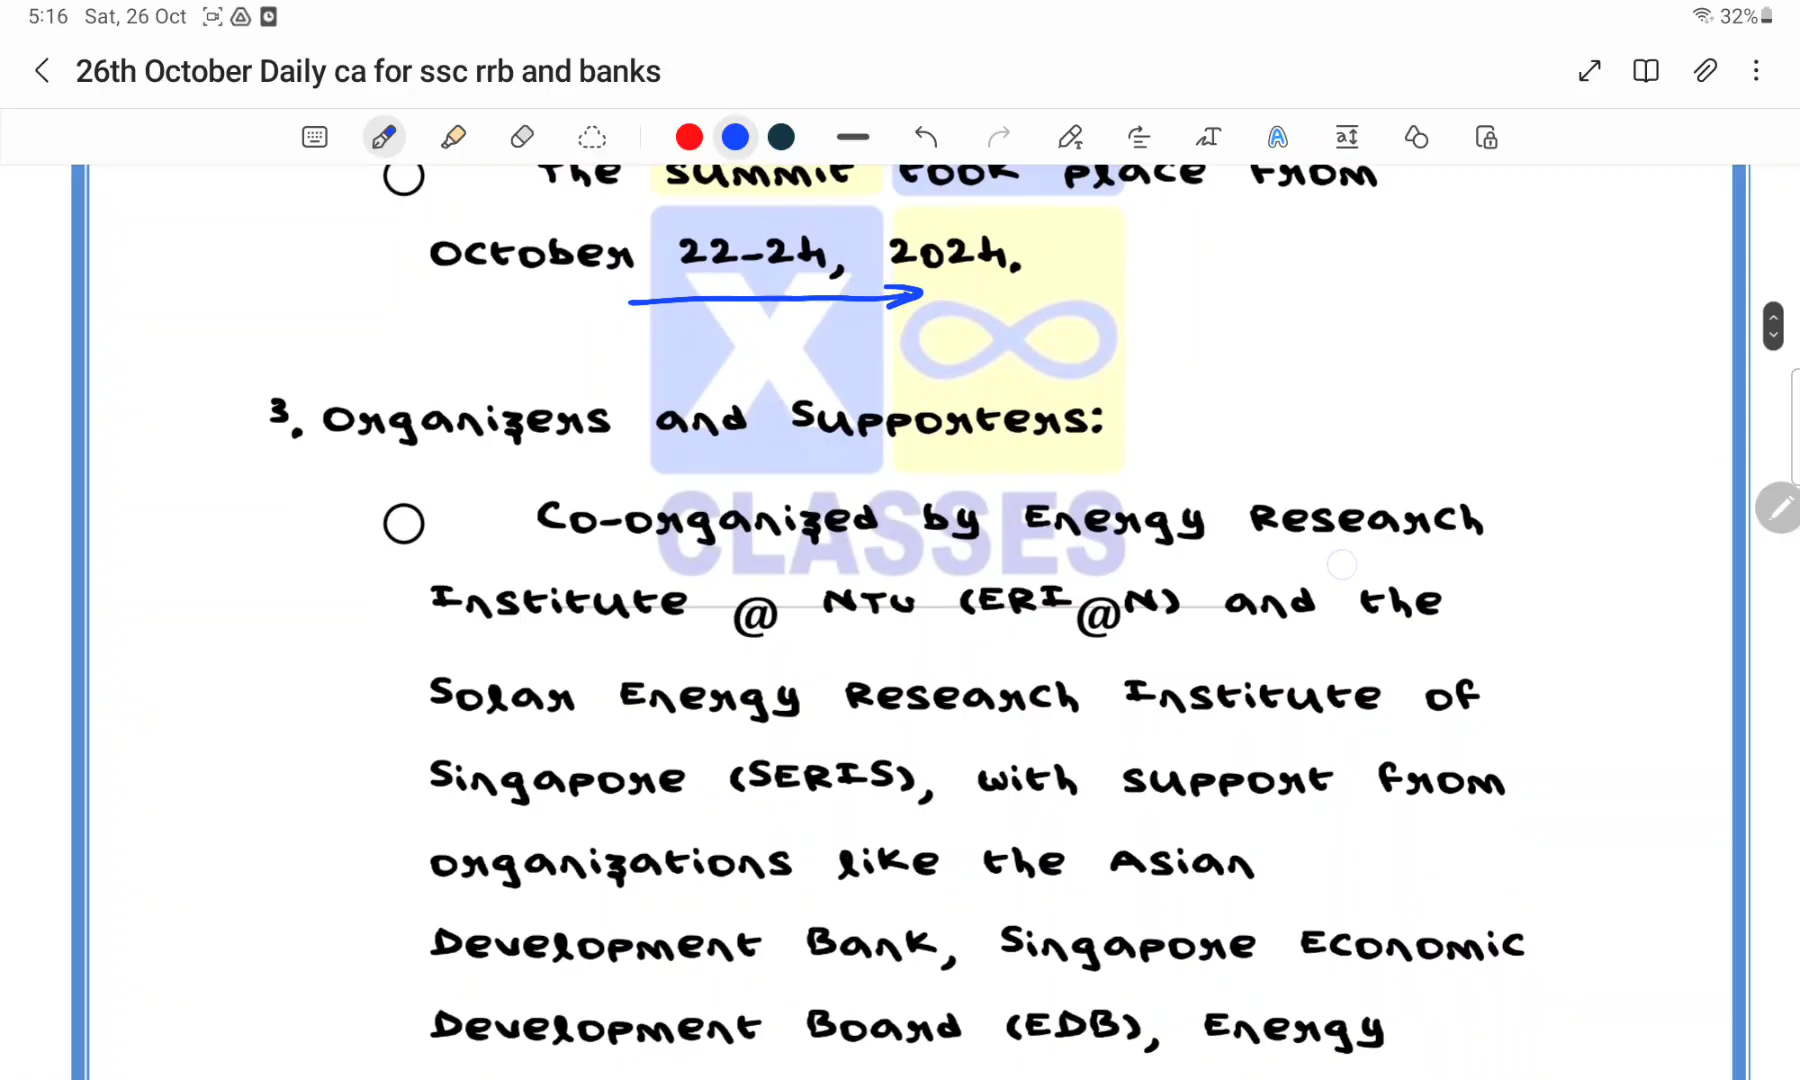 5:16 Sat, 26 Oct
32%
26th October Daily ca for ssc rrb and banks
The summit took place from
October 22-24, 2024.
3. Organizers and Supporters:
Co-organized by Energy Research
Institute @ NTU (ERI@N) and the
Solar Energy Research Institute of
Singapore (SERIS), with support from
organizations like the Asian
Development Bank, Singapore Economic
Development Board (EDB), Energy
X
CLASSES